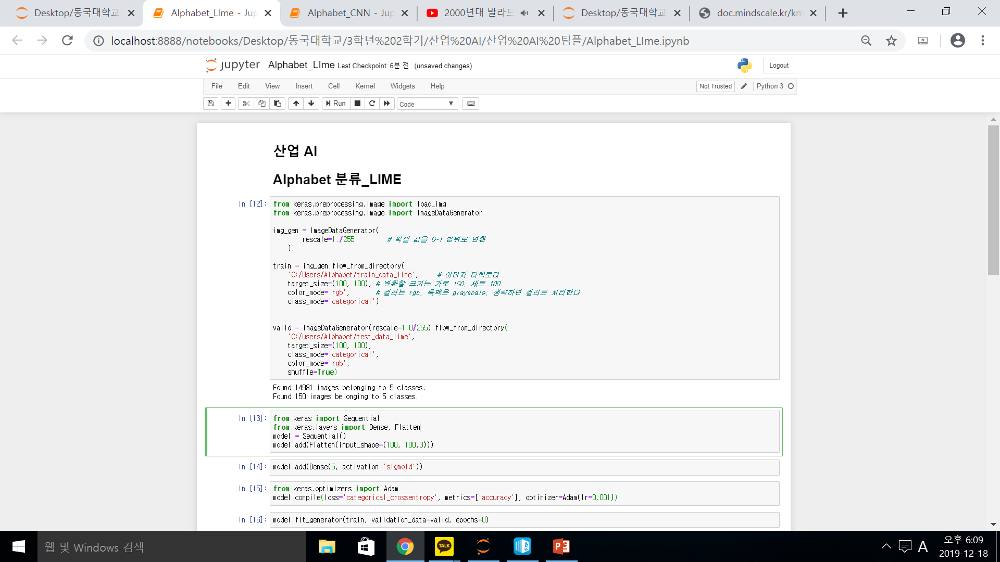 Desktop/동국대학교
Alphabet_LIme - Jup
Alphabet_CNN - Jup
2000년대 발라드
Desktop/동국대학교
doc.mindscale.kr/km
localhost:8888/notebooks/Desktop/동국대학교/3학년%202학기/산업%20AI/산업%20AI%20팀플/Alphabet_LIme.ipynb
jupyter Alphabet_LIme Last Checkpoint: 6분 전 (unsaved changes)
Logout
File Edit View Insert Cell Kernel Widgets Help
Not Trusted Python 3
Run Code
산업 AI
Alphabet 분류_LIME
In [12]: from keras.preprocessing.image import load_img
from keras.preprocessing.image import ImageDataGenerator
img_gen = ImageDataGenerator(
rescale=1./255 # 픽셀 값을 0~1 범위로 변환
)
train = img_gen.flow_from_directory(
'C:/Users/Alphabet/train_data_lime', # 이미지 디렉토리
target_size=(100, 100), # 변환할 크기는 가로 100, 세로 100
color_mode='rgb', # 컬러는 rgb, 흑백은 grayscale. 생략하면 컬러로 처리한다
class_mode='categorical')
valid = ImageDataGenerator(rescale=1.0/255).flow_from_directory(
'C:/users/Alphabet/test_data_lime',
target_size=(100, 100),
class_mode='categorical',
color_mode='rgb',
shuffle=True)
Found 14981 images belonging to 5 classes.
Found 150 images belonging to 5 classes.
In [13]: from keras import Sequential
from keras.layers import Dense, Flatten
model = Sequential()
model.add(Flatten(input_shape=(100, 100,3)))
In [14]: model.add(Dense(5, activation='sigmoid'))
In [15]: from keras.optimizers import Adam
model.compile(loss='categorical_crossentropy', metrics=['accuracy'], optimizer=Adam(lr=0.001))
In [16]: model.fit_generator(train, validation_data=valid, epochs=0)
웹 및 Windows 검색
TALK
A
오후 6:09
2019-12-18